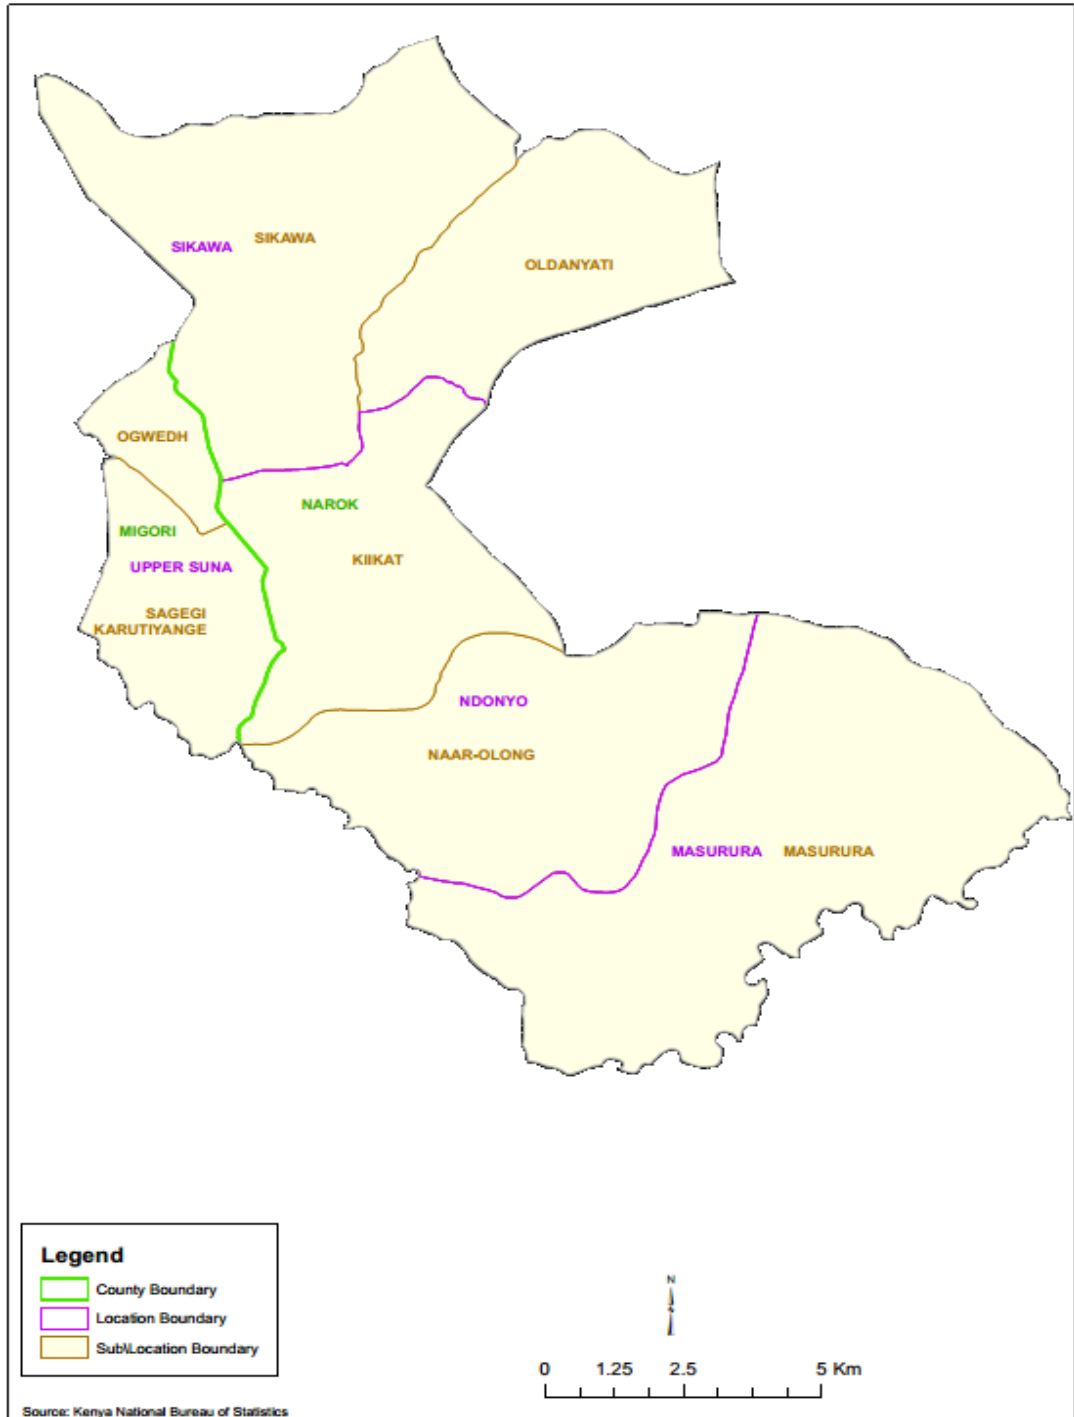 SIKAWA
SIKAWA
OLDANYATI
OGWEDH
NAROK
MIGORI
KIIKAT
UPPER SUNA
SAGEGI
KARUTIYANGE
NDONYO
NAAR-OLONG
MASURURA
MASURURA
Legend
County Boundary
Location Boundary
Sub\Location Boundary
N
0 1.25 2.5 5 Km
Source: Kenya National Bureau of Statistics